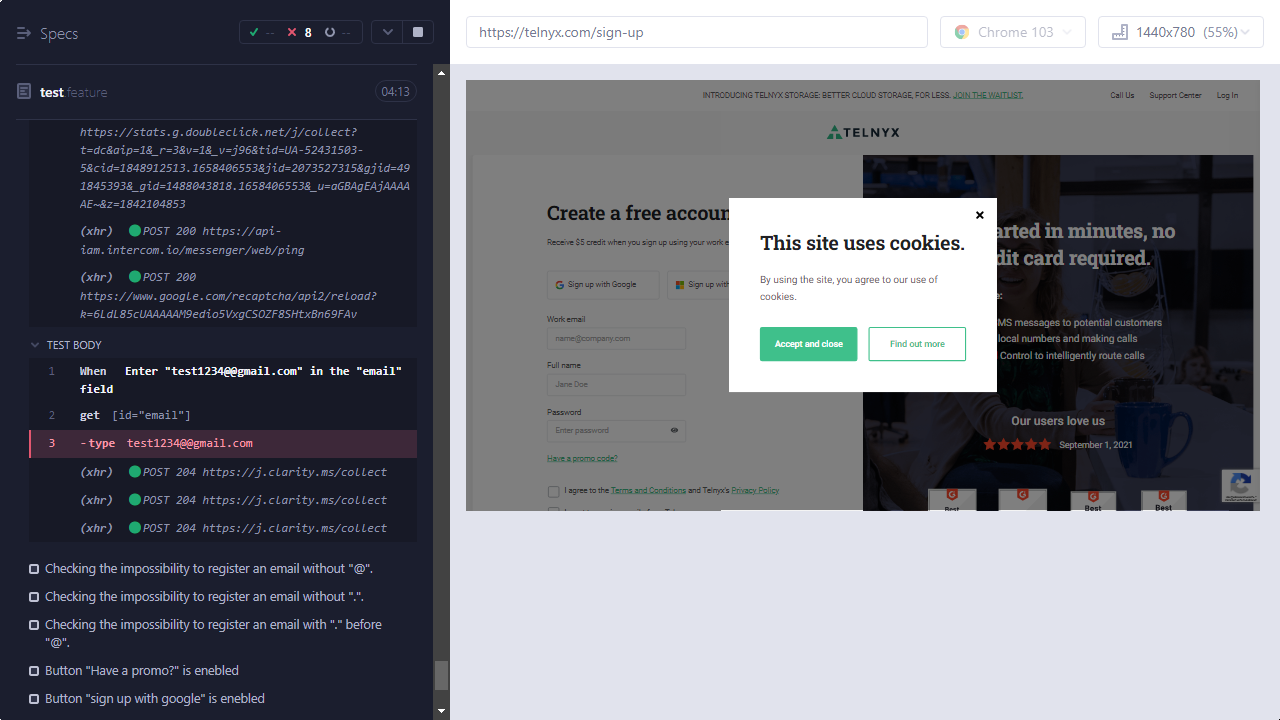 Specs
--
8
--
test.feature
04:13
https://stats.g.doubleclick.net/j/collect?
t=dc&aip=1&_r=3&v=1&_v=j96&tid=UA-52431503-
5&cid=1848912513.1658406553&jid=2073527315&gjid=49
1845393&_gid=1488043818.1658406553&_u=aGBAgEAjAAAA
AE~&z=1842104853
(xhr) POST 200 https://api-
iam.intercom.io/messenger/web/ping
(xhr) POST 200
https://www.google.com/recaptcha/api2/reload?
k=6LdL85cUAAAAAM9edio5VxgCSOZF8SHtxBn69FAv
TEST BODY
1 When Enter "test1234@@gmail.com" in the "email"
field
2 get [id="email"]
3 -type test1234@@gmail.com
(xhr) POST 204 https://j.clarity.ms/collect
(xhr) POST 204 https://j.clarity.ms/collect
(xhr) POST 204 https://j.clarity.ms/collect
Checking the impossibility to register an email without "@".
Checking the impossibility to register an email without ".".
Checking the impossibility to register an email with "." before
"@".
Button "Have a promo?" is enebled
Button "sign up with google" is enebled
https://telnyx.com/sign-up
Chrome 103
1440x780 (55%)
INTRODUCING TELNYX STORAGE: BETTER CLOUD STORAGE, FOR LESS. JOIN THE WAITLIST.
Call Us
Support Center
Log In
TELNYX
Create a free accoun
Receive $5 credit when you sign up using your work e
Sign up with Google
Sign up with
Work email
name@company.com
Full name
Jane Doe
Password
Enter password
Have a promo code?
I agree to the Terms and Conditions and Telnyx's Privacy Policy
This site uses cookies.
By using the site, you agree to our use of
cookies.
Accept and close
Find out more
arted in minutes, no
dit card required.
e:
MS messages to potential customers
local numbers and making calls
Control to intelligently route calls
Our users love us
September 1, 2021
Best
Best
Best